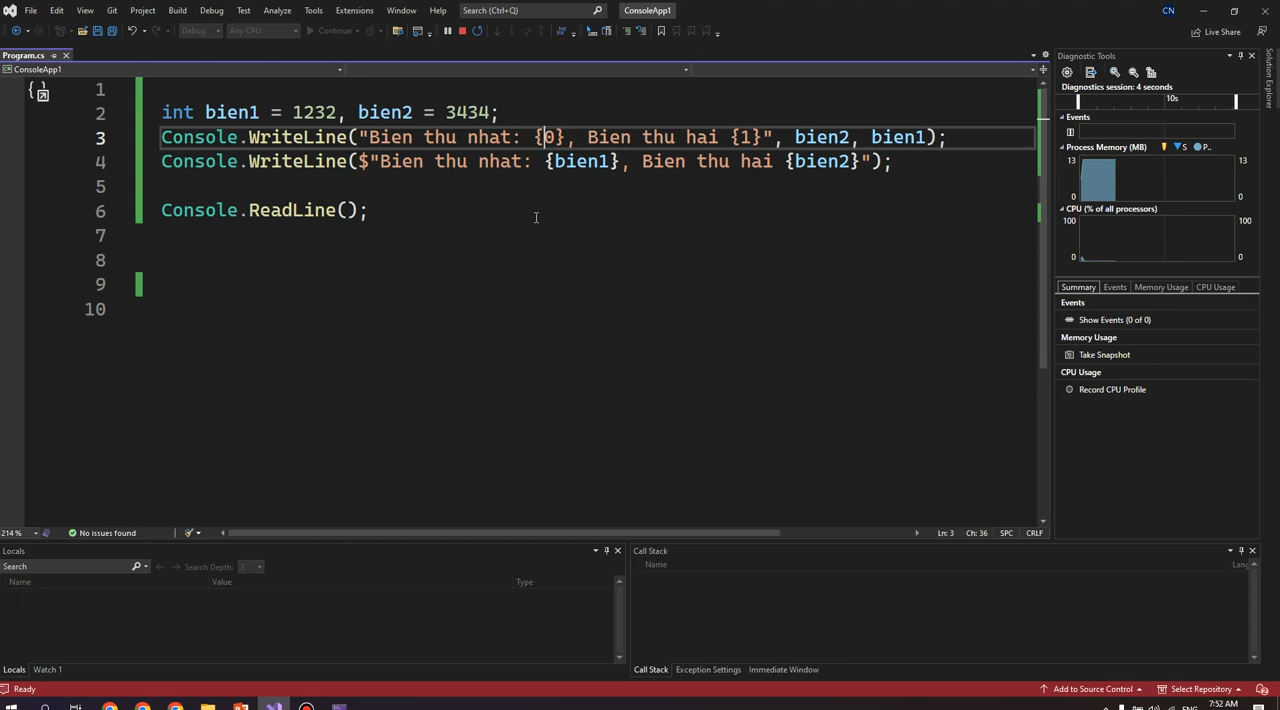 File Edit View Git Project Build Debug Test Analyze Tools Extensions Window Help Search (Ctrl+Q) ConsoleApp1 CN
Debug Any CPU Continue Live Share
Program.cs
ConsoleApp1
1
2 int bien1 = 1232, bien2 = 3434;
3 Console.WriteLine("Bien thu nhat: {0}, Bien thu hai {1}", bien2, bien1);
4 Console.WriteLine($"Bien thu nhat: {bien1}, Bien thu hai {bien2}");
5
6 Console.ReadLine();
7
8
9
10
Diagnostic Tools
Diagnostics session: 4 seconds
10s
Events
Process Memory (MB) S P..
13 13
0 0
CPU (% of all processors)
100 100
0 0
Summary Events Memory Usage CPU Usage
Events
Show Events (0 of 0)
Memory Usage
Take Snapshot
CPU Usage
Record CPU Profile
Solution Explorer
214 % No issues found Ln: 3 Ch: 36 SPC CRLF
Locals
Search Search Depth: 3
Name Value Type
Locals Watch 1
Call Stack
Name Lang
Call Stack Exception Settings Immediate Window
Ready Add to Source Control Select Repository 2
7:52 AM
ENG